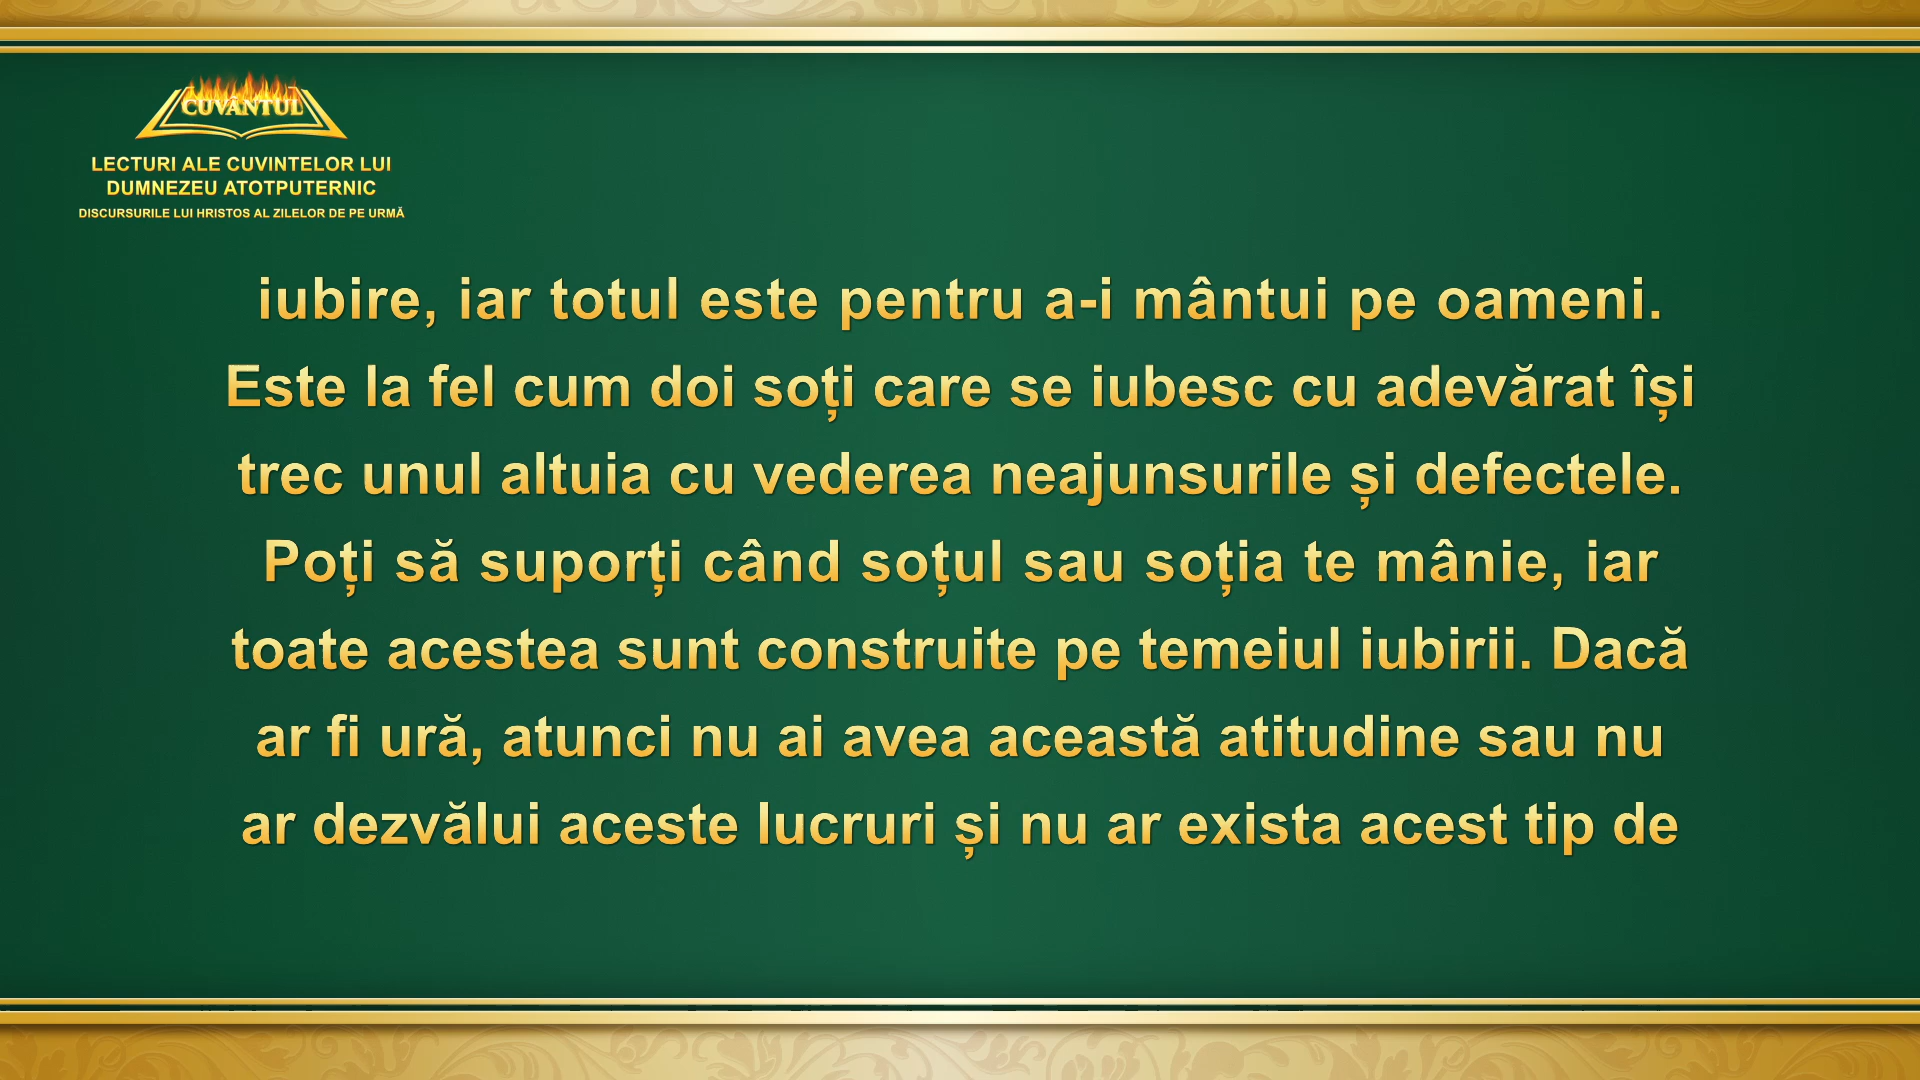 CUVÂNTUL
LECTURI ALE CUVINTELOR LUI
DUMNEZEU ATOTPUTERNIC
DISCURSURILE LUI HRISTOS AL ZILELOR DE PE URMĂ
iubire, iar totul este pentru a-i mântui pe oameni.
Este la fel cum doi soți care se iubesc cu adevărat își
trec unul altuia cu vederea neajunsurile și defectele.
Poți să suporți când soțul sau soția te mânie, iar
toate acestea sunt construite pe temeiul iubirii. Dacă
ar fi ură, atunci nu ai avea această atitudine sau nu
ar dezvălui aceste lucruri și nu ar exista acest tip de